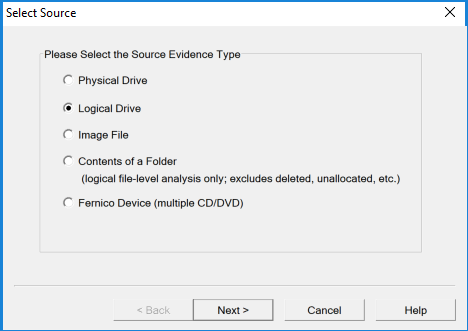 Select Source
Please Select the Source Evidence Type
Physical Drive
Logical Drive
Image File
Contents of a Folder
(logical file-level analysis only; excludes deleted, unallocated, etc.)
Fernico Device (multiple CD/DVD)
< Back Next > Cancel Help